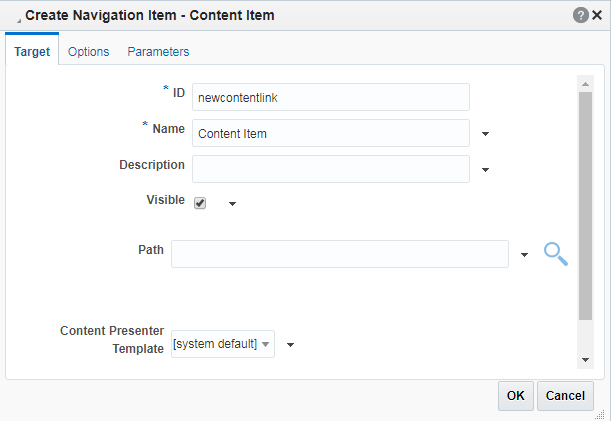 Create Navigation Item - Content Item
Target Options Parameters
* ID newcontentlink
* Name Content Item
Description
Visible
Path
Content Presenter
Template [system default]
OK Cancel